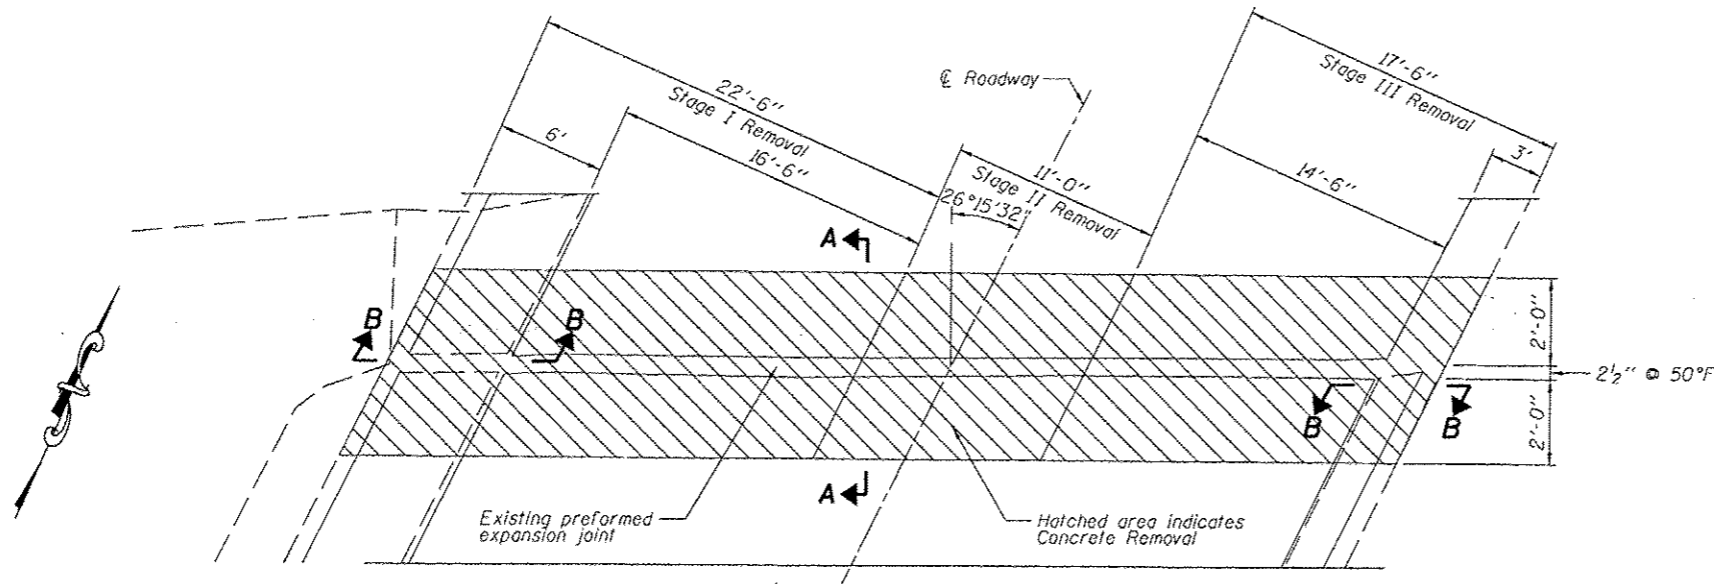 ℄ Roadway
17'-6"
Stage III Removal
22'-6"
Stage I Removal
6'
16'-6"
11'-0"
Stage II Removal
26°15'32"
14'-6"
3'
A
B
B
2'-0"
2½" @ 50°F
2'-0"
B
B
A
Existing preformed
expansion joint
Hatched area indicates
Concrete Removal